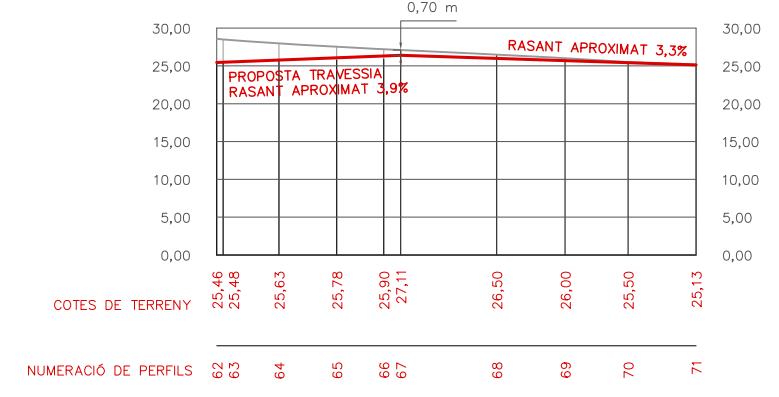 0,70 m
30,00 30,00
RASANT APROXIMAT 3,3%
25,00 25,00
PROPOSTA TRAVESSIA
RASANT APROXIMAT 3,9%
20,00 20,00
15,00 15,00
10,00 10,00
5,00 5,00
0,00 0,00
COTES DE TERRENY 25,46 25,48 25,63 25,78 25,90 27,11 26,50 26,00 25,50 25,13
NUMERACIÓ DE PERFILS 62 63 64 65 66 67 68 69 70 71